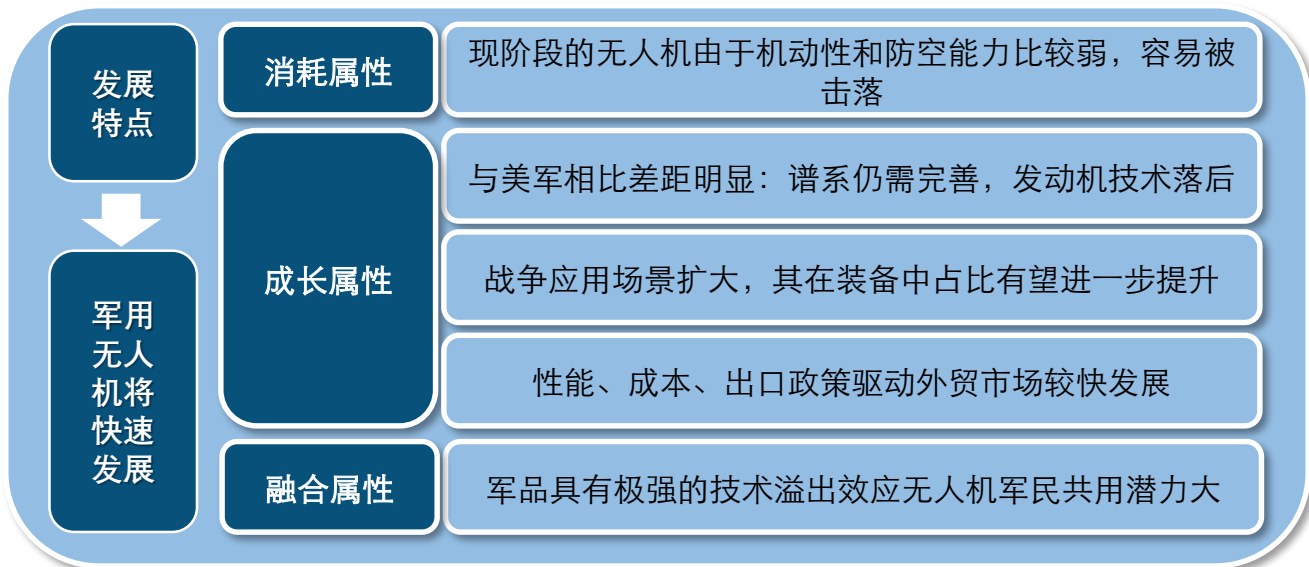 发展
特点
军用
无人
机将
快速
发展
消耗属性
现阶段的无人机由于机动性和防空能力比较弱，容易被
击落
成长属性
与美军相比差距明显：谱系仍需完善，发动机技术落后
战争应用场景扩大，其在装备中占比有望进一步提升
性能、成本、出口政策驱动外贸市场较快发展
融合属性
军品具有极强的技术溢出效应无人机军民共用潜力大